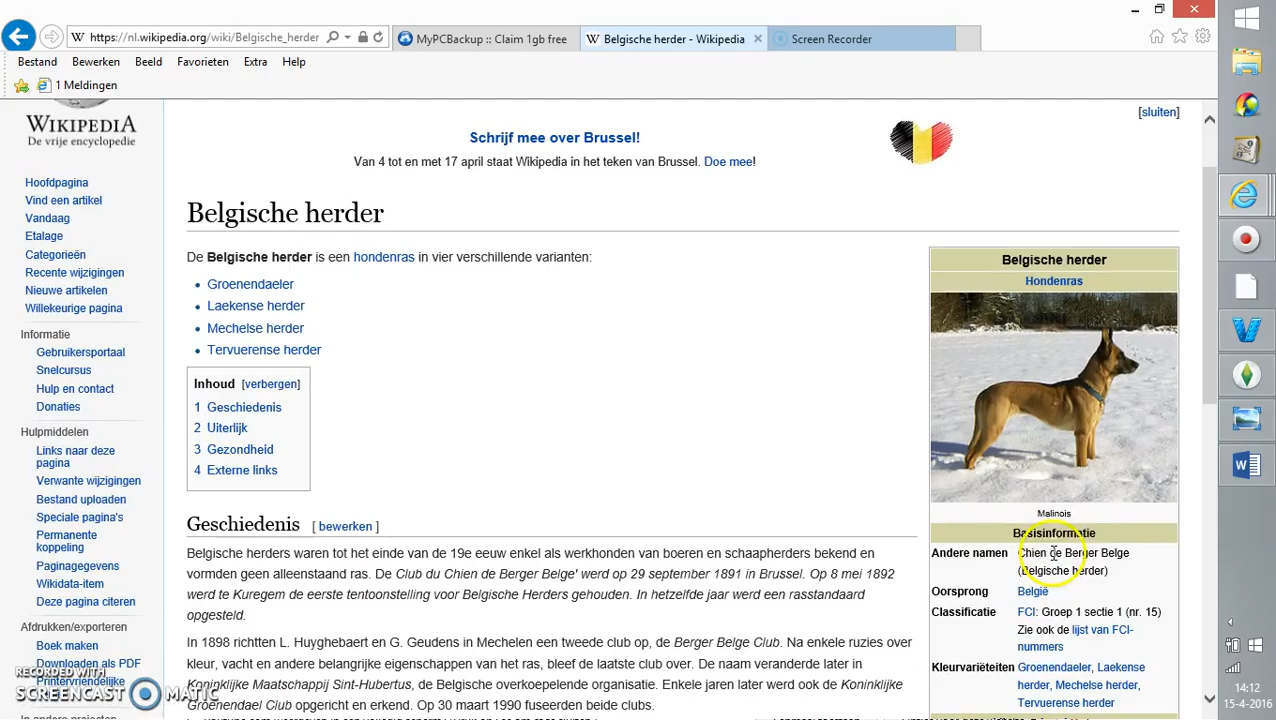 https://nl.wikipedia.org/wiki/Belgische_herder
MyPCBackup :: Claim 1gb free
Belgische herder - Wikipedia
Screen Recorder
Bestand Bewerken Beeld Favorieten Extra Help
1 Meldingen
WIKIPEDIA
De vrije encyclopedie
Hoofdpagina
Vind een artikel
Vandaag
Etalage
Categorieën
Recente wijzigingen
Nieuwe artikelen
Willekeurige pagina
Informatie
Gebruikersportaal
Snelcursus
Hulp en contact
Donaties
Hulpmiddelen
Links naar deze
pagina
Verwante wijzigingen
Bestand uploaden
Speciale pagina's
Permanente
koppeling
Paginagegevens
Wikidata-item
Deze pagina citeren
Afdrukken/exporteren
Boek maken
Downloaden als PDF
Printervriendelijke
RECORDED WITH
SCREENCAST MATIC
[sluiten]
Schrijf mee over Brussel!
Van 4 tot en met 17 april staat Wikipedia in het teken van Brussel. Doe mee!
Belgische herder
De Belgische herder is een hondenras in vier verschillende varianten:
Groenendaeler
Laekense herder
Mechelse herder
Tervuerense herder
Inhoud [verbergen]
1 Geschiedenis
2 Uiterlijk
3 Gezondheid
4 Externe links
Geschiedenis [ bewerken ]
Belgische herders waren tot het einde van de 19e eeuw enkel als werkhonden van boeren en schaapherders bekend en
vormden geen alleenstaand ras. De Club du Chien de Berger Belge' werd op 29 september 1891 in Brussel. Op 8 mei 1892
werd te Kuregem de eerste tentoonstelling voor Belgische Herders gehouden. In hetzelfde jaar werd een rasstandaard
opgesteld.
In 1898 richtten L. Huyghebaert en G. Geudens in Mechelen een tweede club op, de Berger Belge Club. Na enkele ruzies over
kleur, vacht en andere belangrijke eigenschappen van het ras, bleef de laatste club over. De naam veranderde later in
Koninklijke Maatschappij Sint-Hubertus, de Belgische overkoepelende organisatie. Enkele jaren later werd ook de Koninklijke
Groenendael Club opgericht en erkend. Op 30 maart 1990 fuseerden beide clubs.
Belgische herder
Hondenras
Malinois
Basisinformatie
Andere namen Chien de Berger Belge
(Belgische herder)
Oorsprong België
Classificatie FCI: Groep 1 sectie 1 (nr. 15)
Zie ook de lijst van FCI-
nummers
Kleurvariëteiten Groenendaeler, Laekense
herder, Mechelse herder,
Tervuerense herder
14:12
15-4-2016